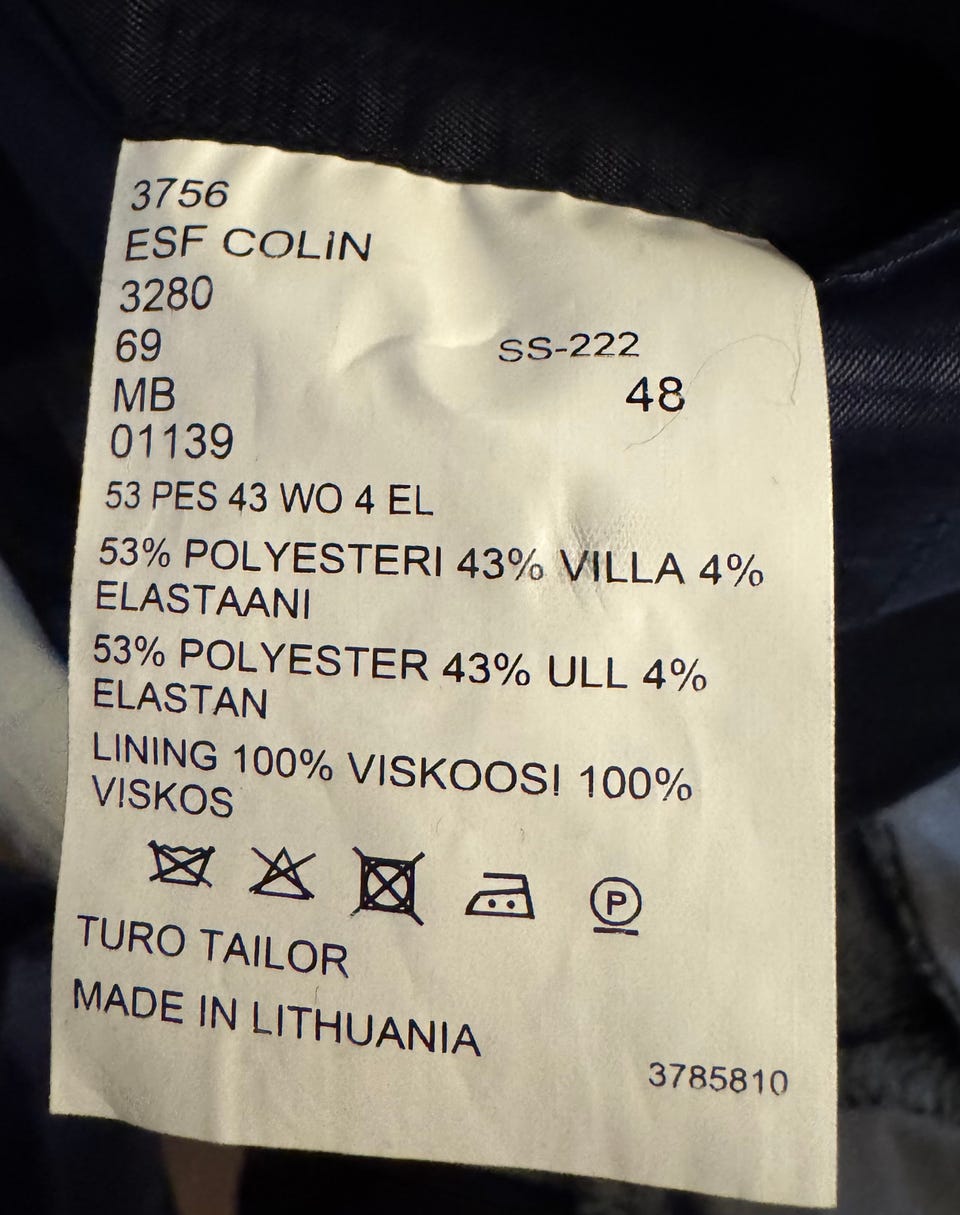 3756
ESF COLIN
3280
69 SS-222
MB 48
01139
53 PES 43 WO 4 EL
53% POLYESTERI 43% VILLA 4%
ELASTAANI
53% POLYESTER 43% ULL 4%
ELASTAN
LINING 100% VISKOOSI 100%
VISKOS
P
TURO TAILOR
MADE IN LITHUANIA
3785810